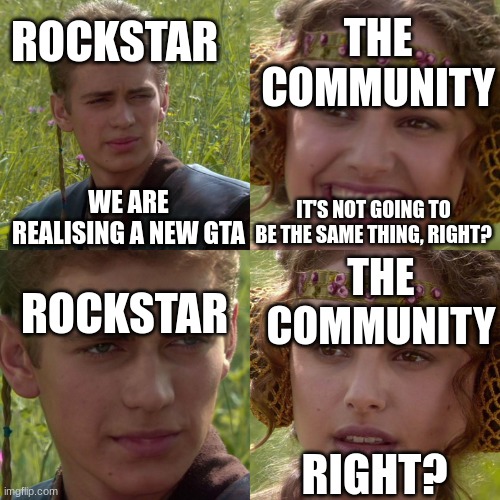 ROCKSTAR
WE ARE
REALISING A NEW GTA
THE
COMMUNITY
IT'S NOT GOING TO
BE THE SAME THING, RIGHT?
ROCKSTAR
THE
COMMUNITY
RIGHT?
imgflip.com